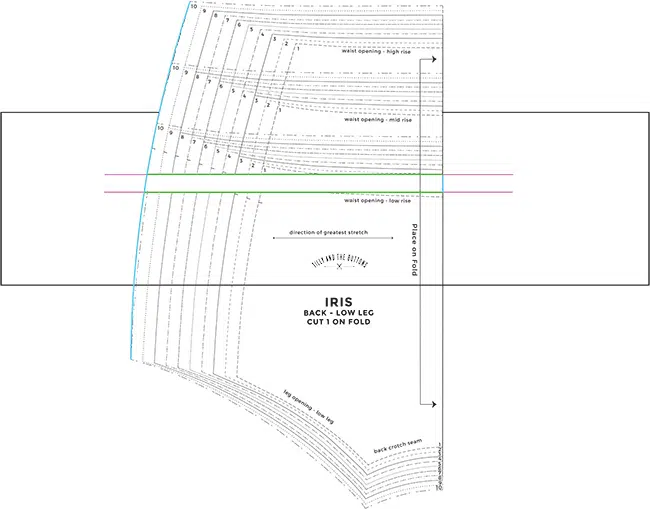 10 9 8 7 6 5 4 3 2 1
waist opening - high rise
10 9 8 7 6 5 4 3 2 1
waist opening - mid rise
10 9 8 7 6 5 4 3 2 1
waist opening - low rise
direction of greatest stretch
Place on Fold
TILLY AND THE BUTTONS
IRIS
BACK - LOW LEG
CUT 1 ON FOLD
leg opening - low leg
back crotch seam